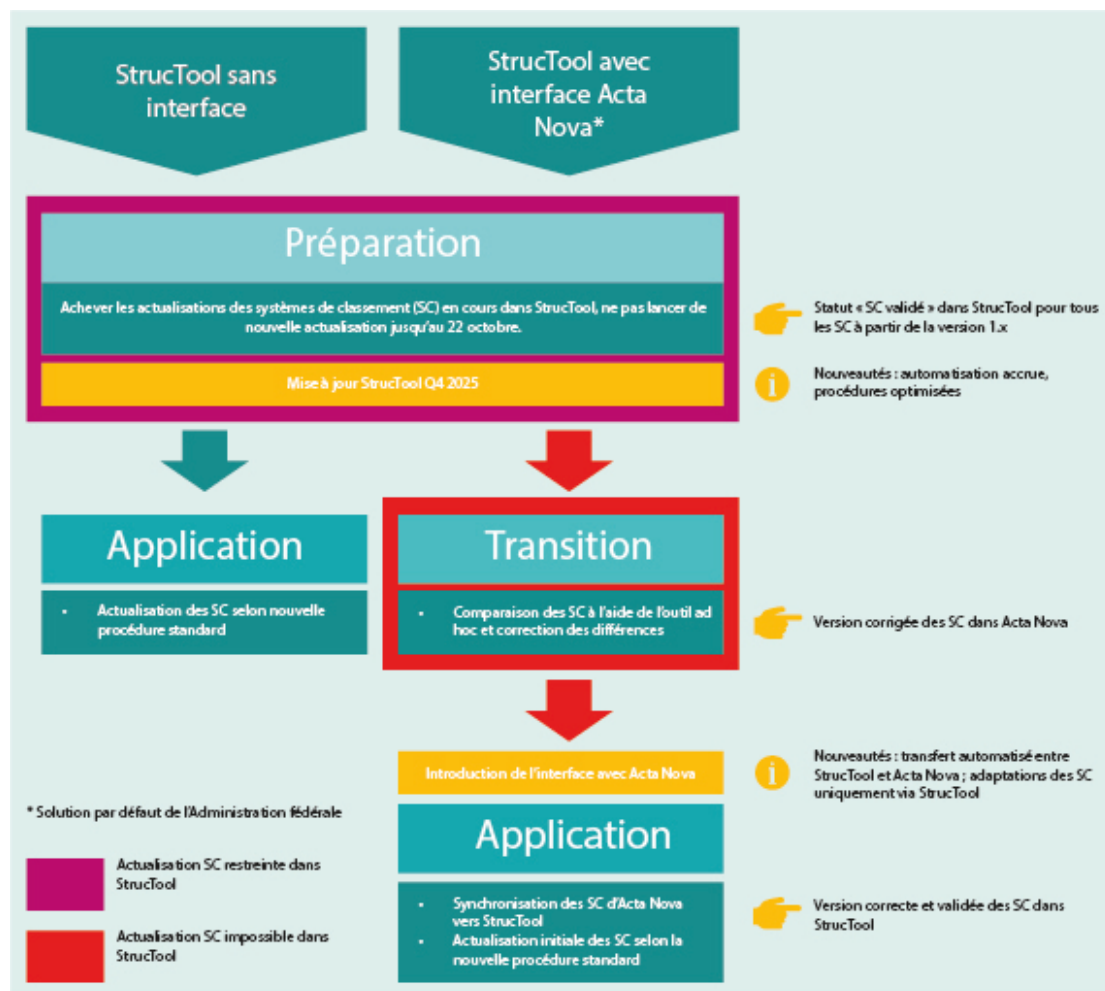 StrucTool sans
interface
StrucTool avec
interface Acta
Nova*
Préparation
Achever les actualisations des systèmes de classement (SC) en cours dans StrucTool, ne pas lancer de
nouvelle actualisation jusqu'au 22 octobre.
Statut « SC validé » dans StrucTool pour tous
les SC à partir de la version 1.x
Mise à jour StrucTool Q4 2025
i
Nouveautés : automatisation accrue,
procédures optimisées
Application
• Actualisation des SC selon nouvelle
procédure standard
Transition
• Comparaison des SC à l'aide de l'outil ad
hoc et correction des différences
Version corrigée des SC dans Acta Nova
Introduction de l'interface avec Acta Nova
i
Nouveautés : transfert automatisé entre
StrucTool et Acta Nova ; adaptations des SC
uniquement via StrucTool
Application
• Synchronisation des SC d'Acta Nova
vers StrucTool
• Actualisation initiale des SC selon la
nouvelle procédure standard
Version correcte et validée des SC dans
StrucTool
* Solution par défaut de l'Administration fédérale
Actualisation SC restreinte dans
StrucTool
Actualisation SC impossible dans
StrucTool